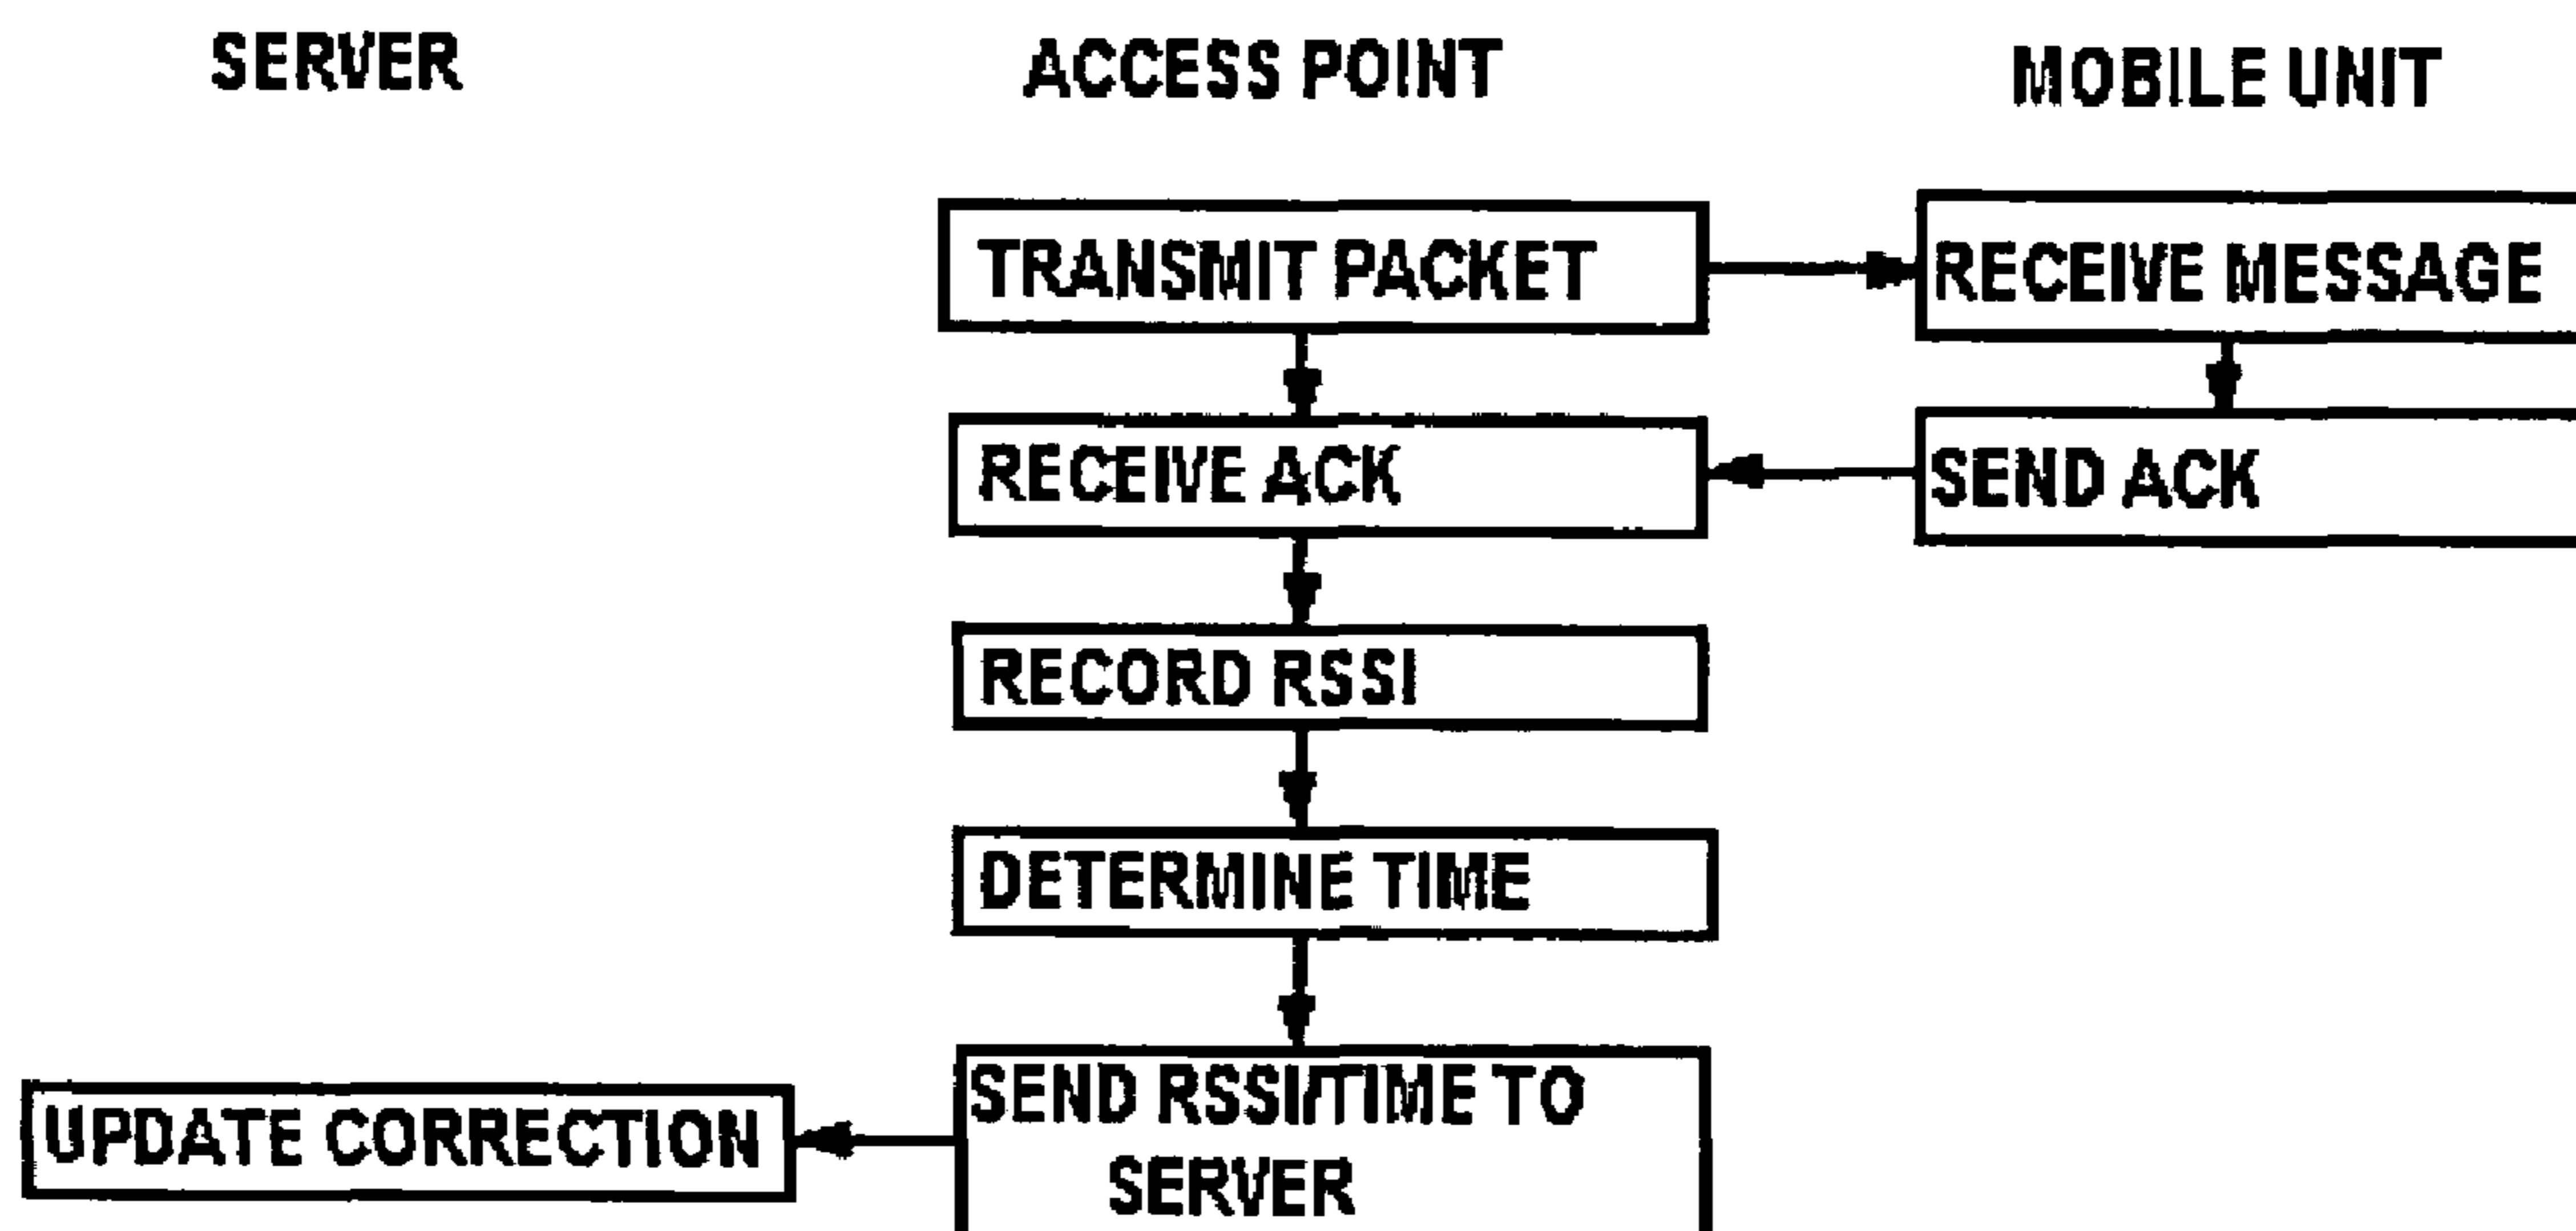 SERVER
ACCESS POINT
MOBILE UNIT
TRANSMIT PACKET
RECEIVE MESSAGE
RECEIVE ACK
SEND ACK
RECORD RSSI
DETERMINE TIME
SEND RSSI/TIME TO
SERVER
UPDATE CORRECTION